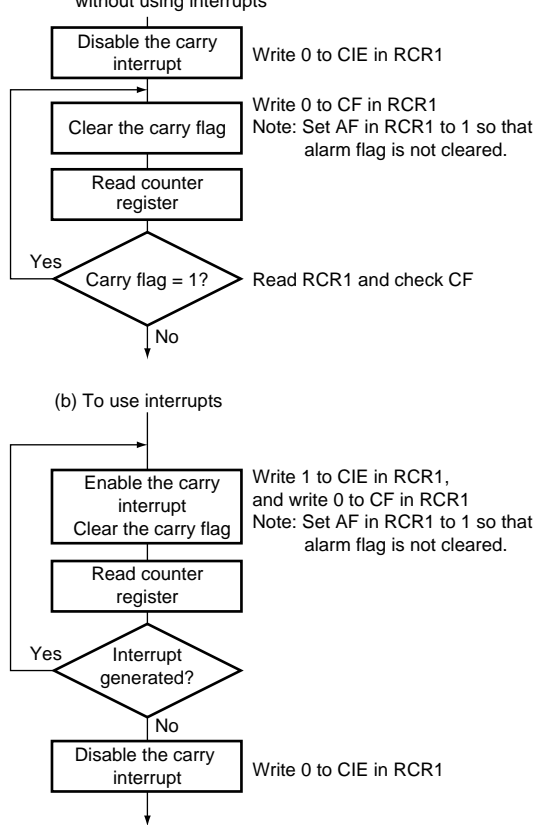 without using interrupts
Disable the carry
interrupt
Write 0 to CIE in RCR1
Clear the carry flag
Write 0 to CF in RCR1
Note: Set AF in RCR1 to 1 so that
alarm flag is not cleared.
Read counter
register
Yes
Carry flag = 1?
Read RCR1 and check CF
No
(b) To use interrupts
Enable the carry
interrupt
Clear the carry flag
Write 1 to CIE in RCR1,
and write 0 to CF in RCR1
Note: Set AF in RCR1 to 1 so that
alarm flag is not cleared.
Read counter
register
Yes
Interrupt
generated?
No
Disable the carry
interrupt
Write 0 to CIE in RCR1